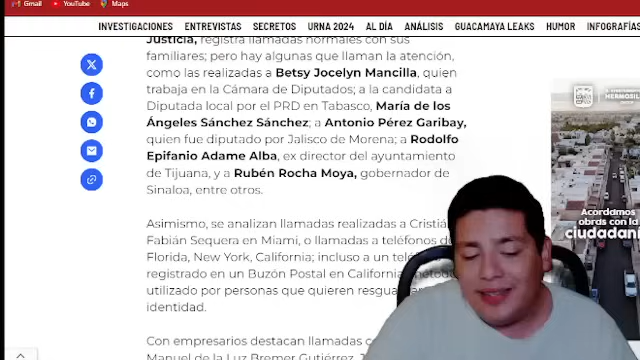 Gmail YouTube Maps
INVESTIGACIONES ENTREVISTAS SECRETOS URNA 2024 AL DÍA ANÁLISIS GUACAMAYA LEAKS HUMOR INFOGRAFÍAS
Justicia, registra llamadas normales con sus
familiares; pero hay algunas que llaman la atención,
como las realizadas a Betsy Jocelyn Mancilla, quien
trabaja en la Cámara de Diputados; a la candidata a
Diputada local por el PRD en Tabasco, María de los
Ángeles Sánchez Sánchez; a Antonio Pérez Garibay,
quien fue diputado por Jalisco de Morena; a Rodolfo
Epifanio Adame Alba, ex director del ayuntamiento
de Tijuana, y a Rubén Rocha Moya, gobernador de
Sinaloa, entre otros.
Asimismo, se analizan llamadas realizadas a Cristi
Fabián Sequera en Miami, o llamadas a teléfonos de
Florida, New York, California; incluso a un
registrado en un Buzón Postal en California
utilizado por personas que quieren
identidad.
Con empresarios destacan llamadas
Manuel de la Luz Bremer Gutiérrez,
HERMOSIL
Acordamos
obras con la
ciudadaní